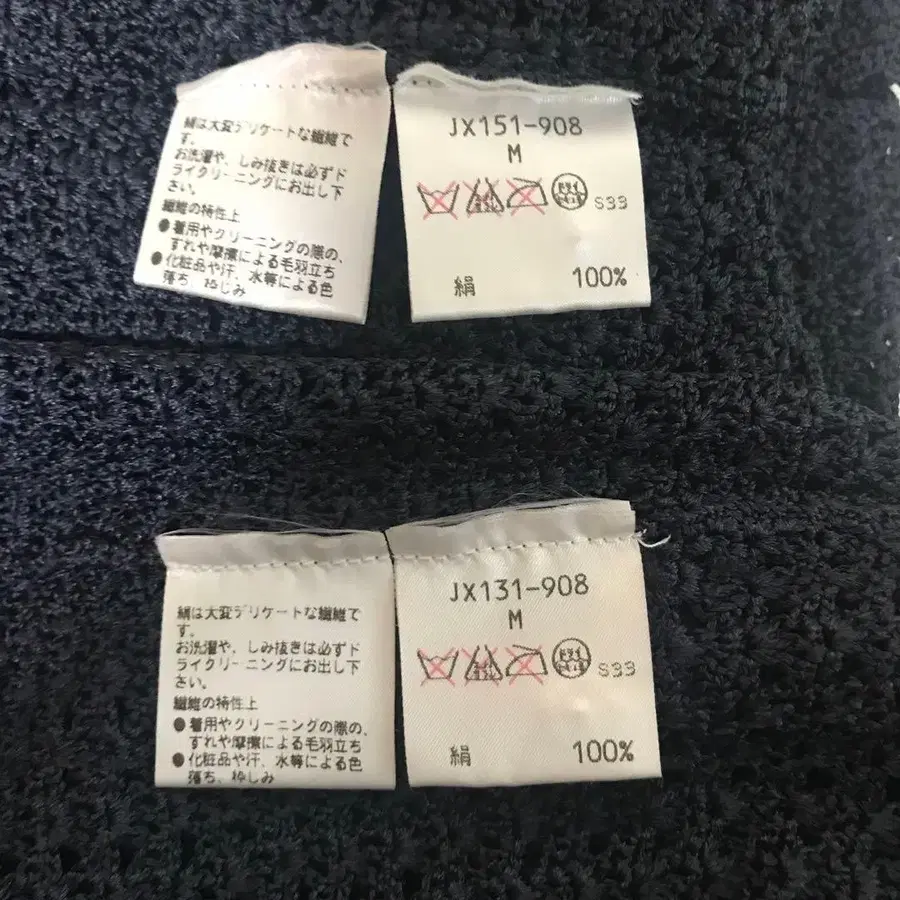 絹は大変デリケートな繊維で
す。
お洗濯や、しみ抜きは必ずド
ライクリーニングにお出し下
さい。
繊維の特性上
●着用やクリーニングの際の、
すれや摩擦による毛羽立ち
●化粧品や汗、水等による色
落ち、枠じみ
JX151-908
M
ドライ
S33
絹 100%
絹は大変デリケートな繊維で
す。
お洗濯や、しみ抜きは必ずド
ライクリーニングにお出し下
さい。
繊維の特性上
●着用やクリーニングの際の、
すれや摩擦による毛羽立ち
●化粧品や汗、水等による色
落ち、枠じみ
JX131-908
M
ドライ
S33
絹 100%